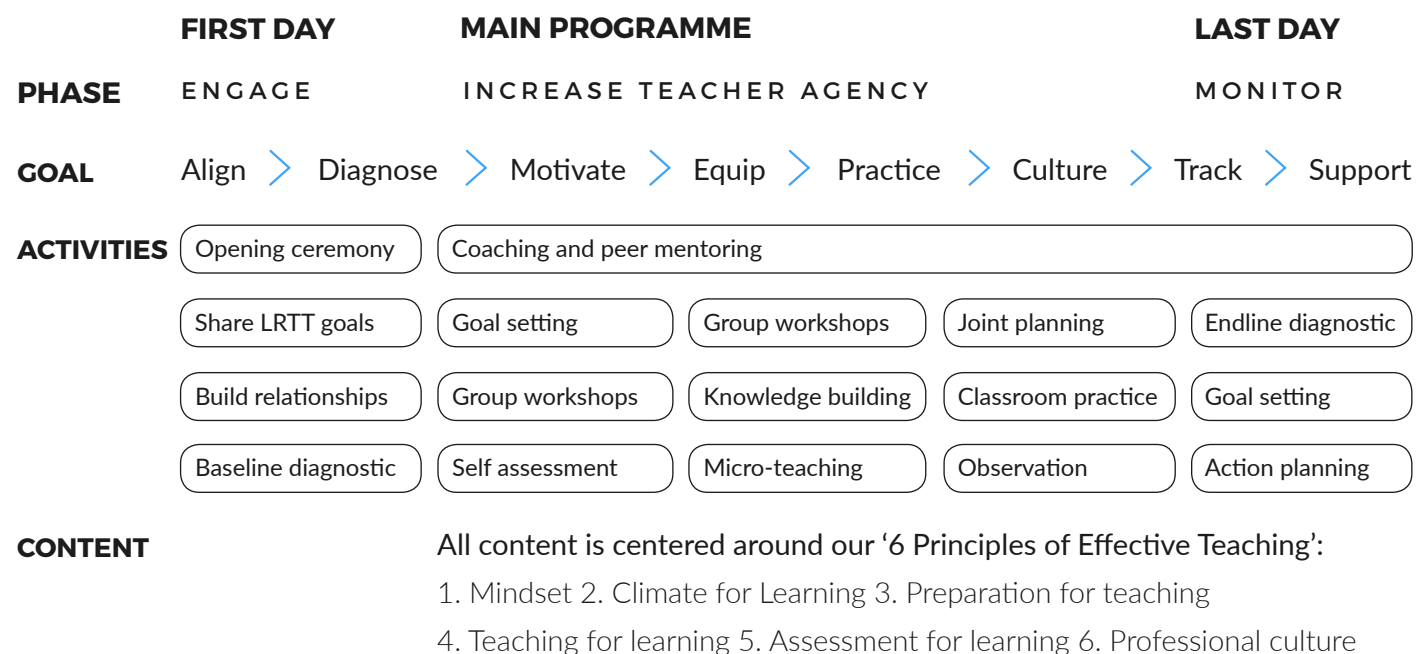 FIRST DAY MAIN PROGRAMME LAST DAY
PHASE ENGAGE INCREASE TEACHER AGENCY MONITOR
GOAL Align Diagnose Motivate Equip Practice Culture Track Support
ACTIVITIES Opening ceremony Coaching and peer mentoring
Share LRTT goals Goal setting Group workshops Joint planning Endline diagnostic
Build relationships Group workshops Knowledge building Classroom practice Goal setting
Baseline diagnostic Self assessment Micro-teaching Observation Action planning
CONTENT All content is centered around our ‘6 Principles of Effective Teaching’:
1. Mindset 2. Climate for Learning 3. Preparation for teaching
4. Teaching for learning 5. Assessment for learning 6. Professional culture